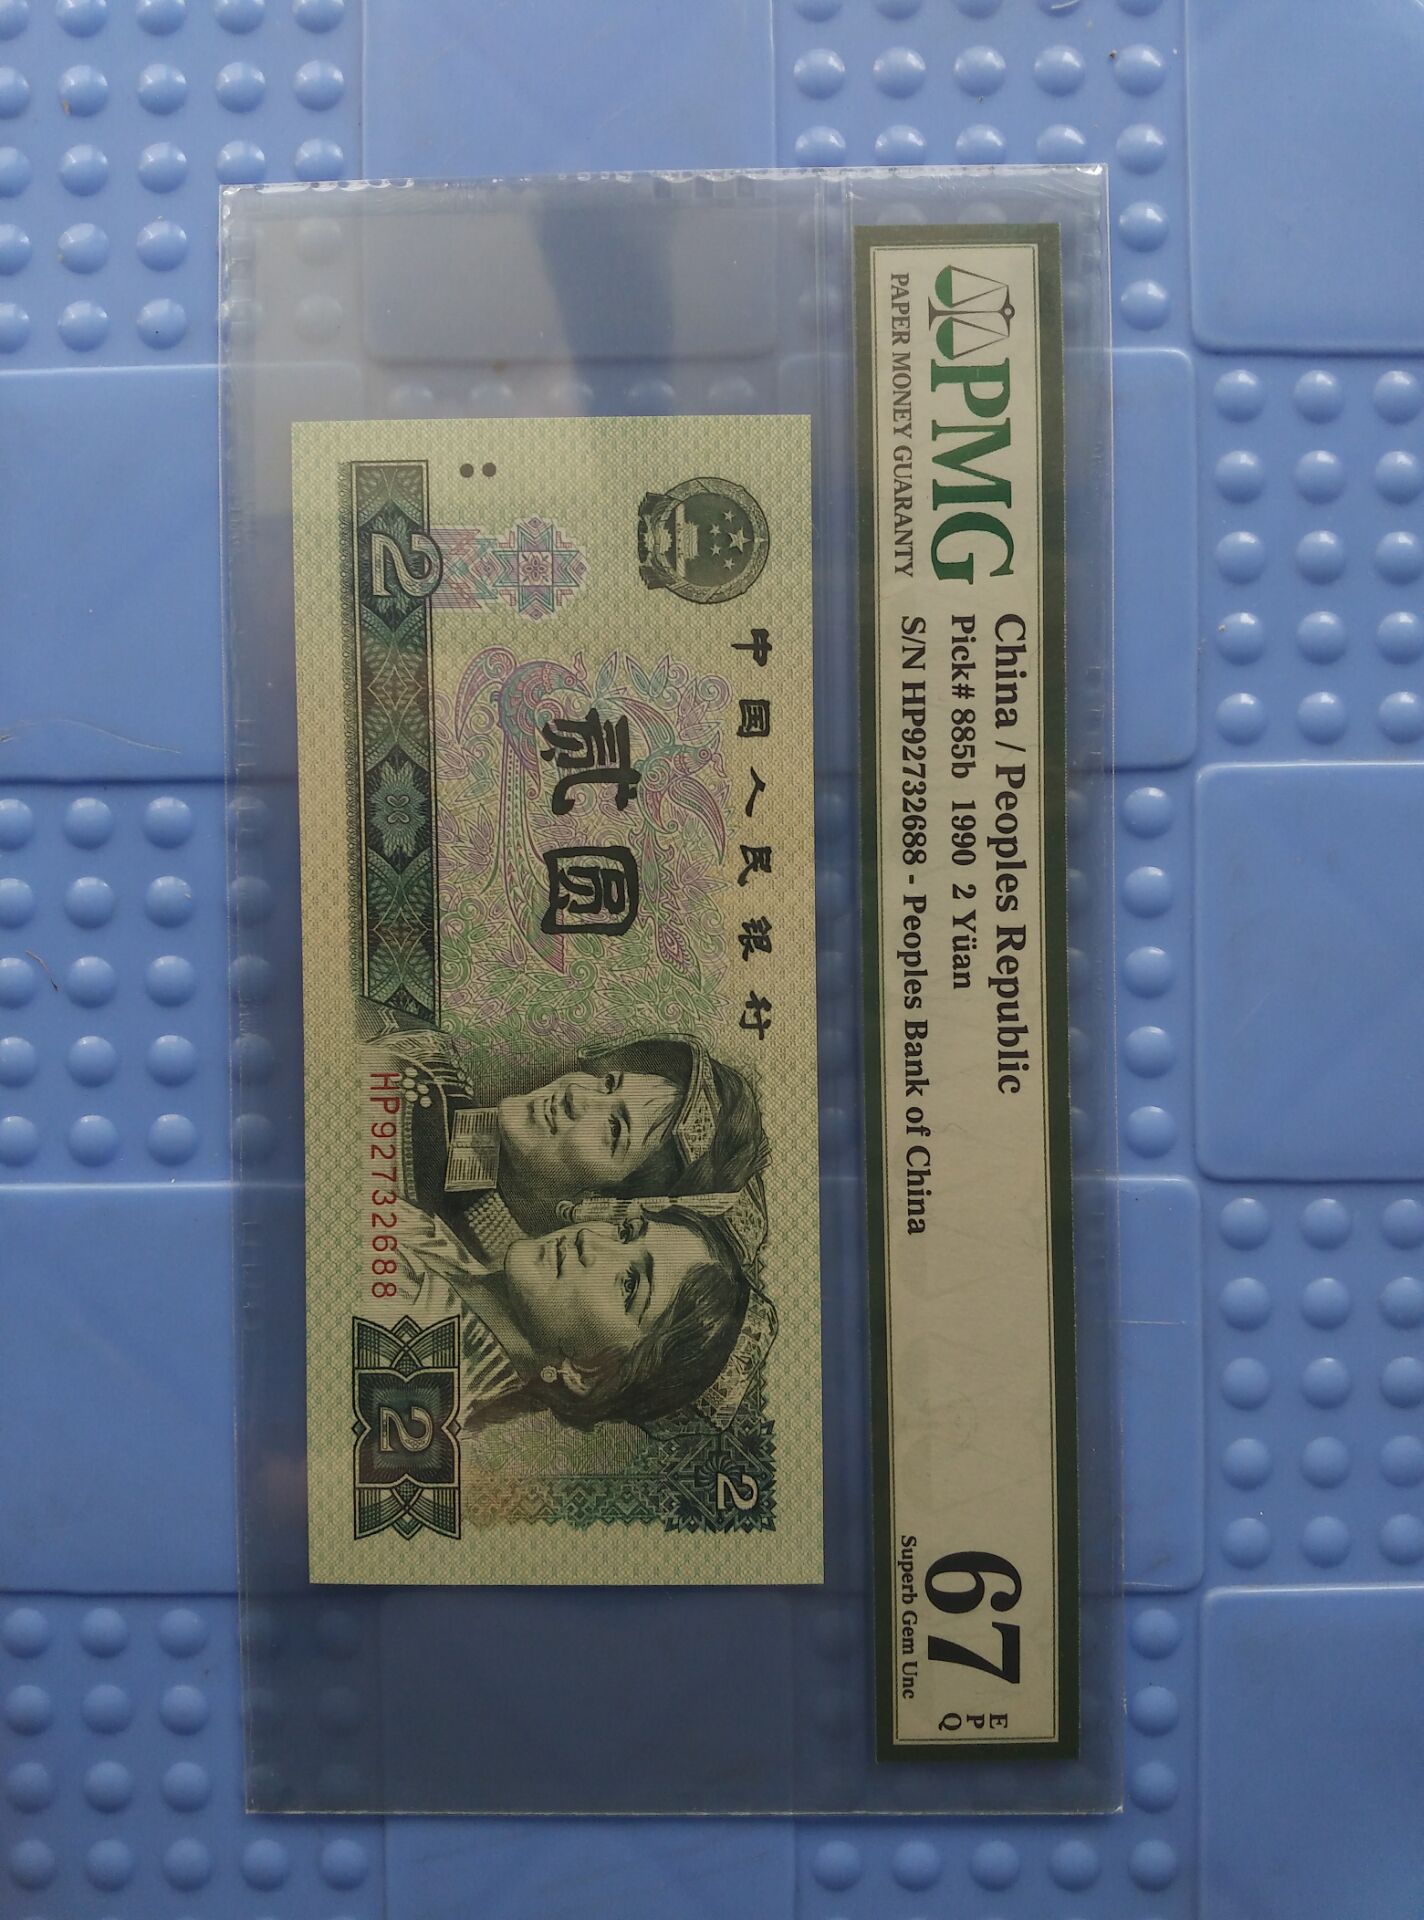 PMG
PAPER MONEY GUARANTY
China / Peoples Republic
Pick# 885b 1990 2 Yüan
S/N HP92732688 - Peoples Bank of China
67
EPQ
Superb Gem Unc
中国人民银行
贰圆
2
HP92732688
2
2